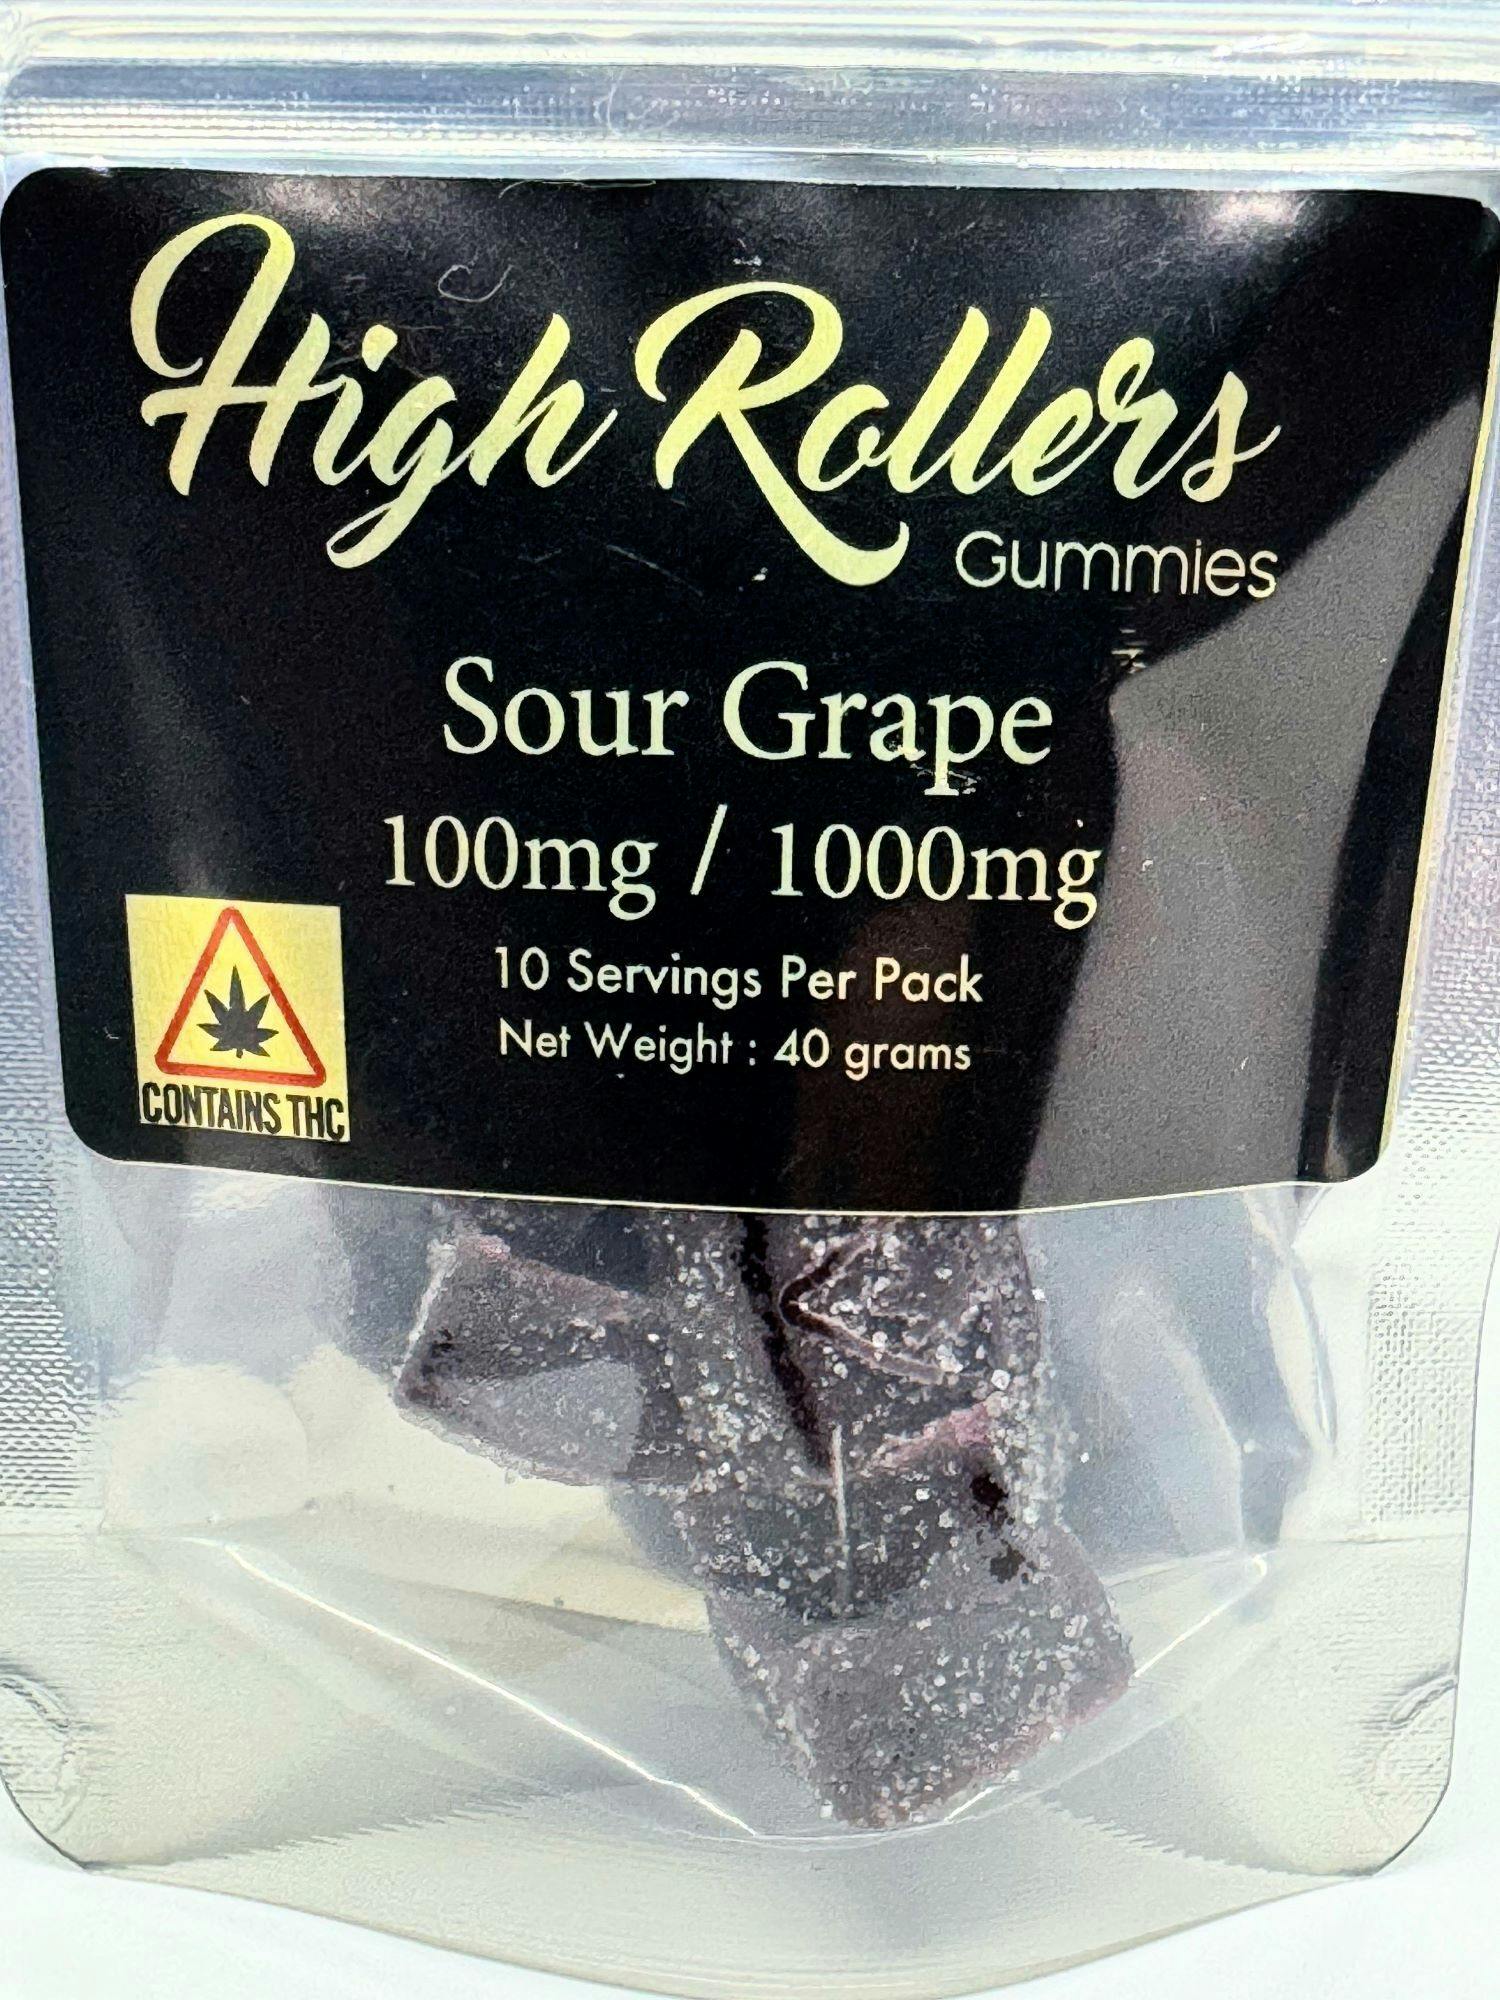 High Rollers
Gummies
Sour Grape
100mg / 1000mg
10 Servings Per Pack
Net Weight : 40 grams
CONTAINS THC